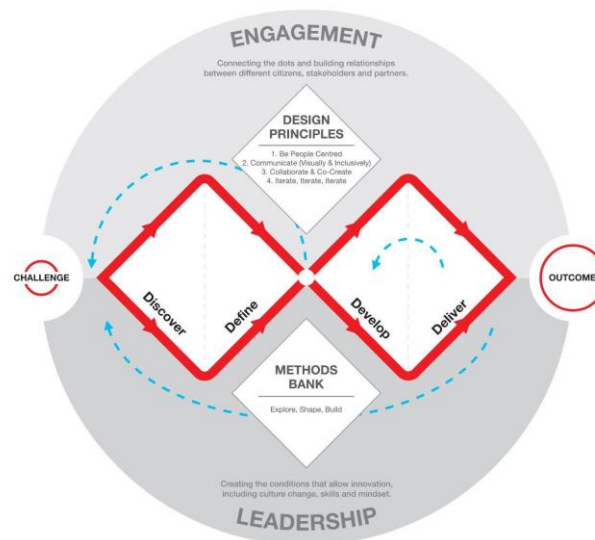 ENGAGEMENT
Connecting the dots and building relationships
between different citizens, stakeholders and partners.
DESIGN
PRINCIPLES
1. Be People Centred
2. Communicate (Visually & Inclusively)
3. Collaborate & Co-Create
4. Iterate, Iterate, Iterate
CHALLENGE
Discover
Define
Develop
Deliver
OUTCOME
METHODS
BANK
Explore, Shape, Build
Creating the conditions that allow innovation,
including culture change, skills and mindset.
LEADERSHIP